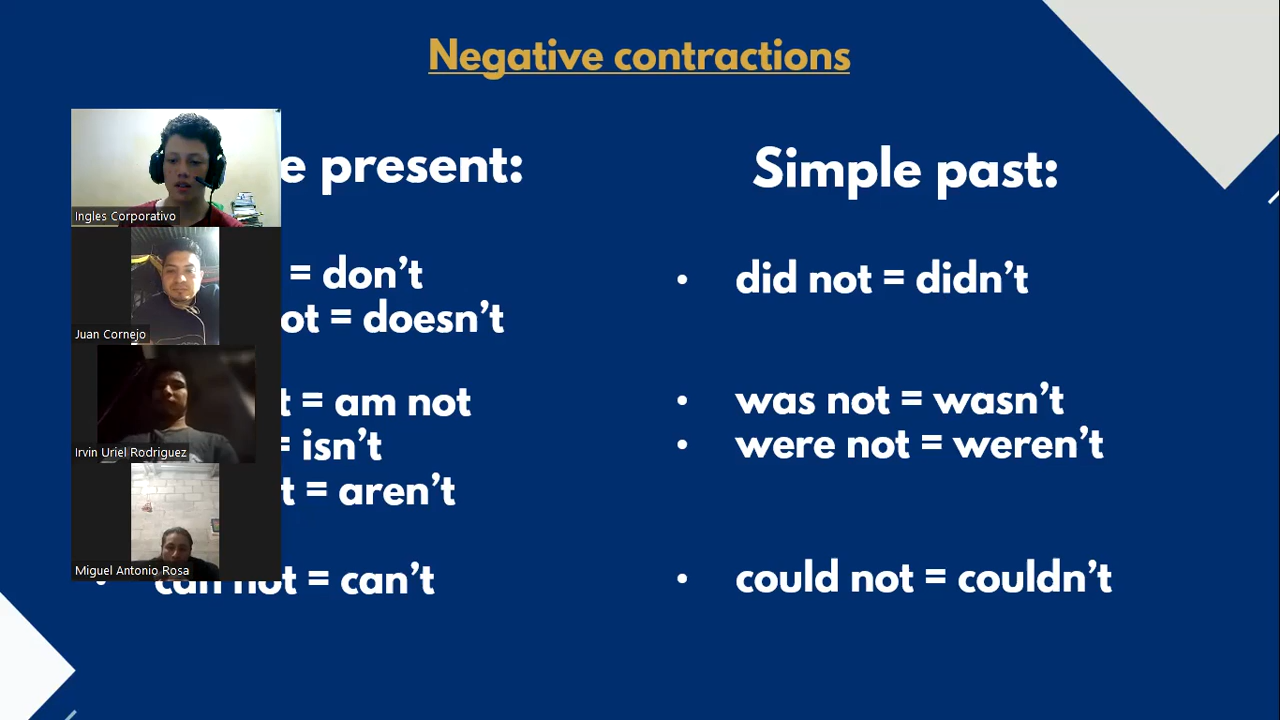 Negative contractions
e present:
= don't
ot = doesn't
t = am not
= isn't
t = aren't
can not = can't
Simple past:
did not = didn't
was not = wasn't
were not = weren't
could not = couldn't
Ingles Corporativo
Juan Cornejo
Irvin Uriel Rodriguez
Miguel Antonio Rosa